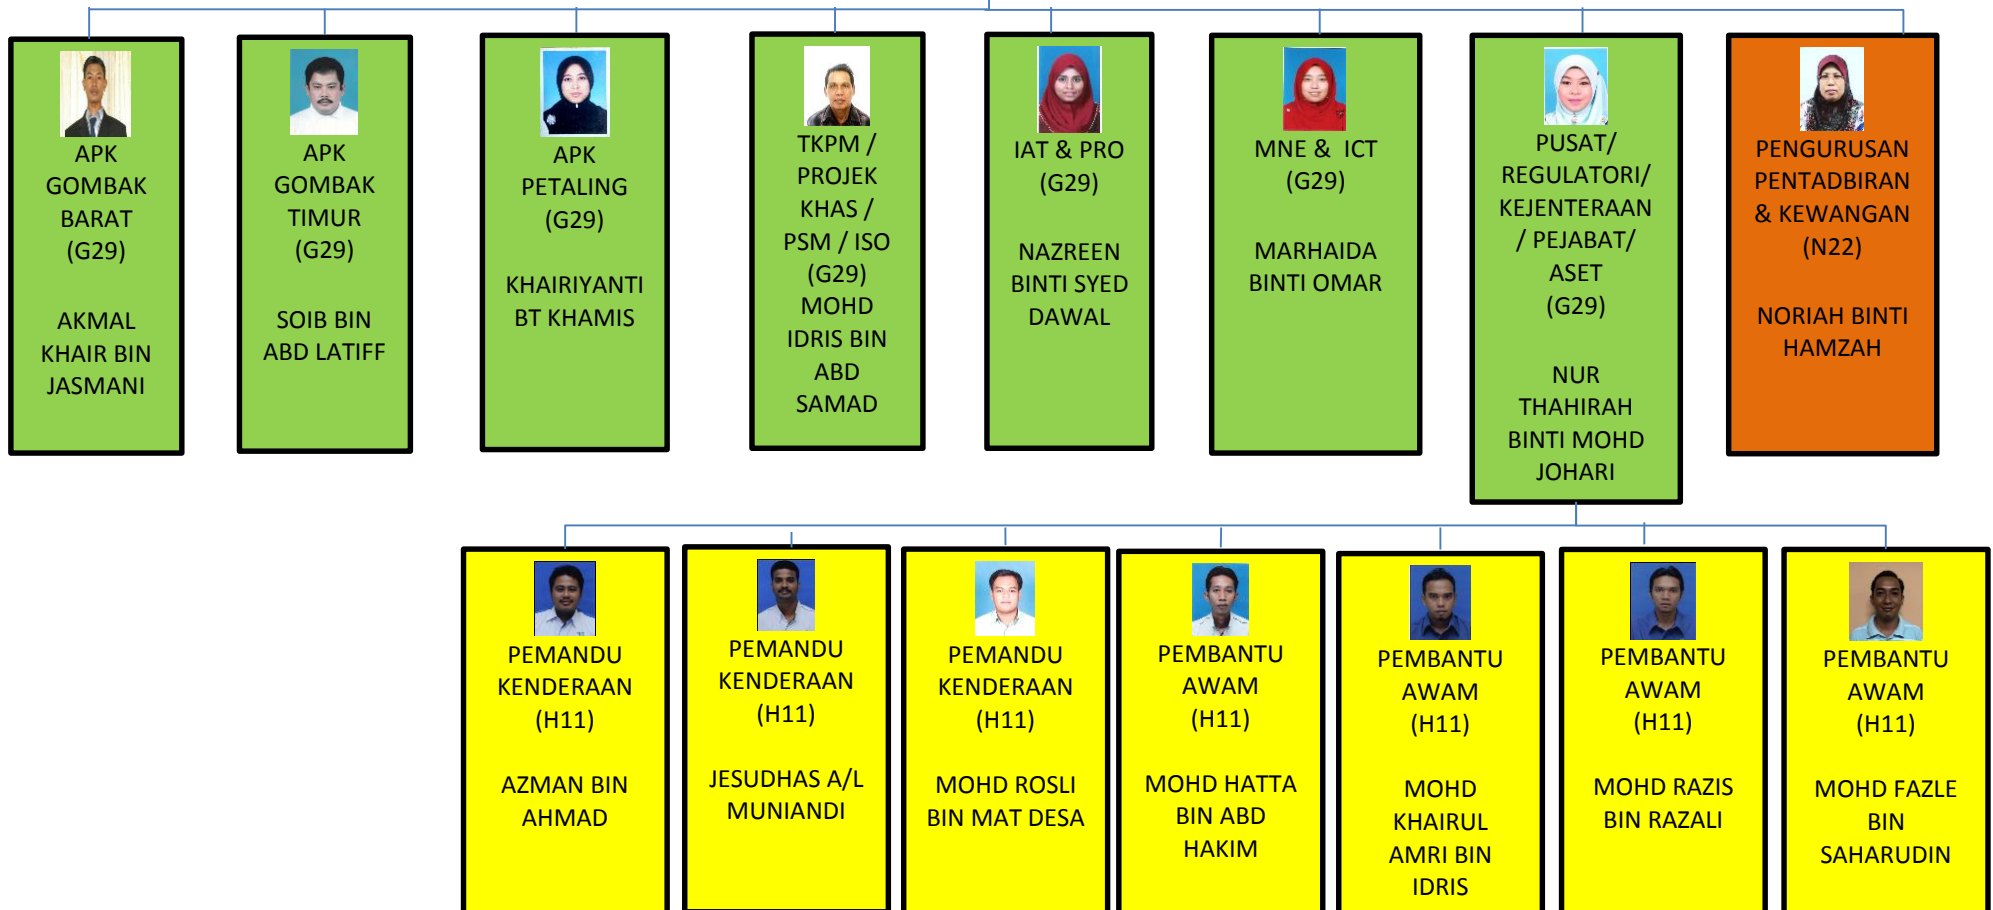 APK
GOMBAK
BARAT
(G29)
AKMAL
KHAIR BIN
JASMANI
APK
GOMBAK
TIMUR
(G29)
SOIB BIN
ABD LATIFF
APK
PETALING
(G29)
KHAIRIYANTI
BT KHAMIS
TKPM /
PROJEK
KHAS /
PSM / ISO
(G29)
MOHD
IDRIS BIN
ABD
SAMAD
IAT & PRO
(G29)
NAZREEN
BINTI SYED
DAWAL
MNE & ICT
(G29)
MARHAIDA
BINTI OMAR
PUSAT/
REGULATORI/
KEJENTERAAN
/ PEJABAT/
ASET
(G29)
NUR
THAHIRAH
BINTI MOHD
JOHARI
PENGURUSAN
PENTADBIRAN
& KEWANGAN
(N22)
NORIAH BINTI
HAMZAH
PEMANDU
KENDERAAN
(H11)
AZMAN BIN
AHMAD
PEMANDU
KENDERAAN
(H11)
JESUDHAS A/L
MUNIANDI
PEMANDU
KENDERAAN
(H11)
MOHD ROSLI
BIN MAT DESA
PEMBANTU
AWAM
(H11)
MOHD HATTA
BIN ABD
HAKIM
PEMBANTU
AWAM
(H11)
MOHD
KHAIRUL
AMRI BIN
IDRIS
PEMBANTU
AWAM
(H11)
MOHD RAZIS
BIN RAZALI
PEMBANTU
AWAM
(H11)
MOHD FAZLE
BIN
SAHARUDIN